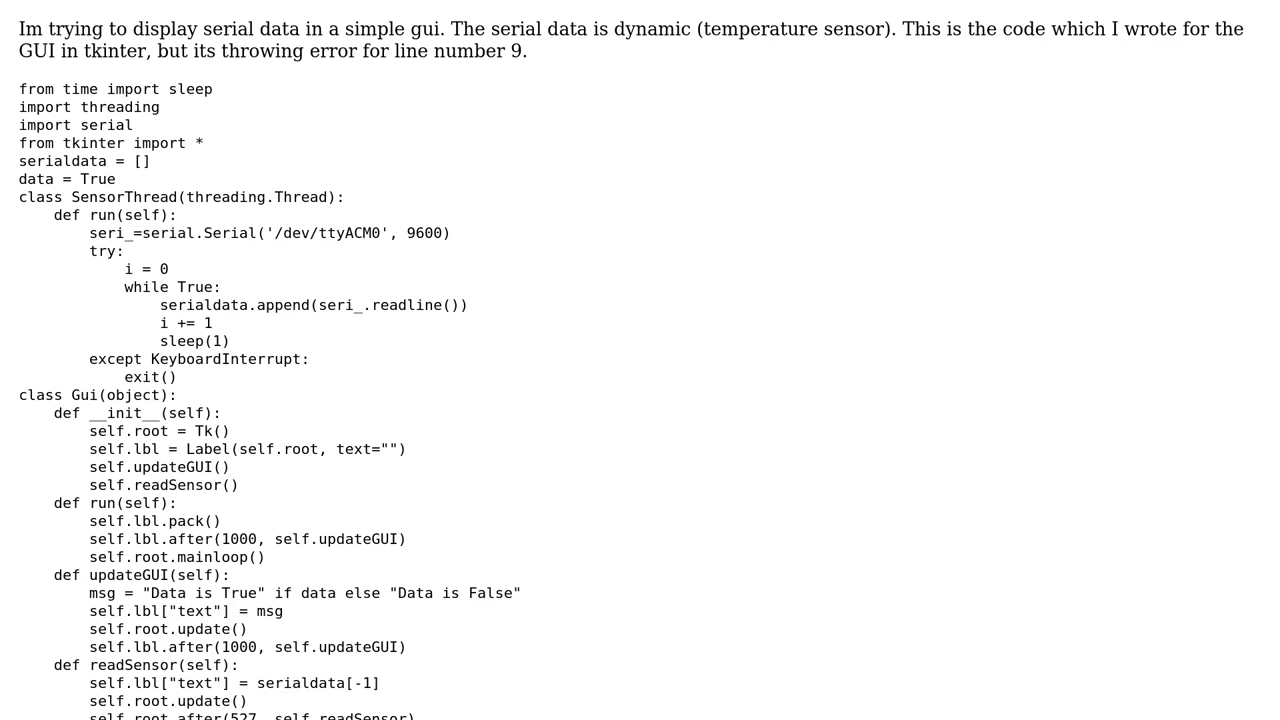 Im trying to display serial data in a simple gui. The serial data is dynamic (temperature sensor). This is the code which I wrote for the
GUI in tkinter, but its throwing error for line number 9.
from time import sleep
import threading
import serial
from tkinter import *
serialdata = []
data = True
class SensorThread(threading.Thread):
    def run(self):
        seri_=serial.Serial('/dev/ttyACM0', 9600)
        try:
            i = 0
            while True:
                serialdata.append(seri_.readline())
                i += 1
                sleep(1)
        except KeyboardInterrupt:
            exit()
class Gui(object):
    def __init__(self):
        self.root = Tk()
        self.lbl = Label(self.root, text="")
        self.updateGUI()
        self.readSensor()
    def run(self):
        self.lbl.pack()
        self.lbl.after(1000, self.updateGUI)
        self.root.mainloop()
    def updateGUI(self):
        msg = "Data is True" if data else "Data is False"
        self.lbl["text"] = msg
        self.root.update()
        self.lbl.after(1000, self.updateGUI)
    def readSensor(self):
        self.lbl["text"] = serialdata[-1]
        self.root.update()
        self.root.after(527, self.readSensor)